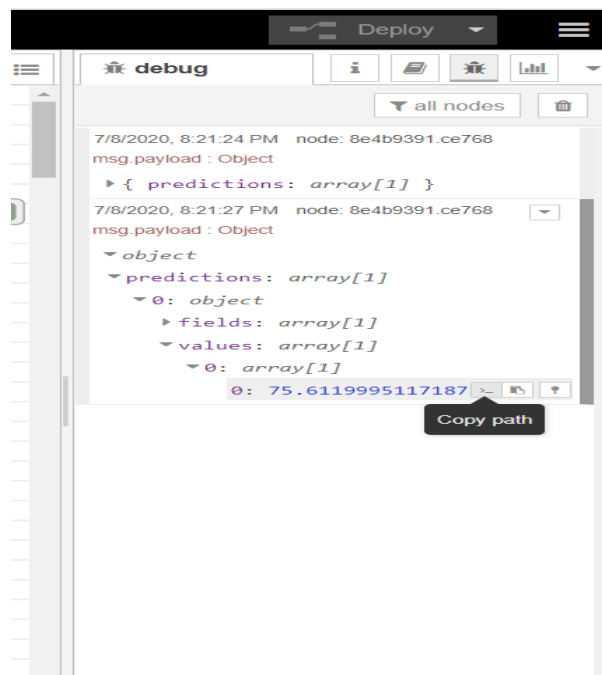 Deploy
debug
i
all nodes
7/8/2020, 8:21:24 PM node: 8e4b9391.ce768
msg.payload : Object
{ predictions: array[1] }
7/8/2020, 8:21:27 PM node: 8e4b9391.ce768
msg.payload : Object
object
predictions: array[1]
0: object
fields: array[1]
values: array[1]
0: array[1]
0: 75.6119995117187
Copy path